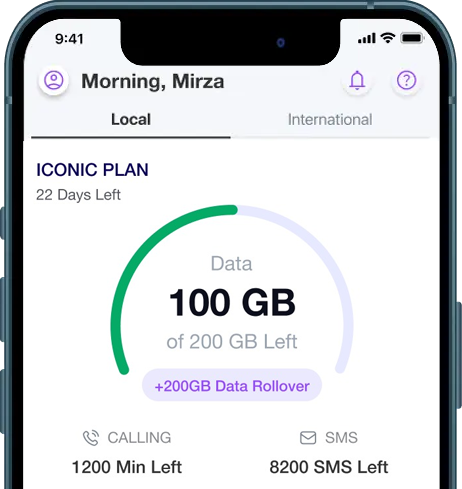 9:41
Morning, Mirza
Local International
ICONIC PLAN
22 Days Left
Data
100 GB
of 200 GB Left
+200GB Data Rollover
CALLING SMS
1200 Min Left 8200 SMS Left